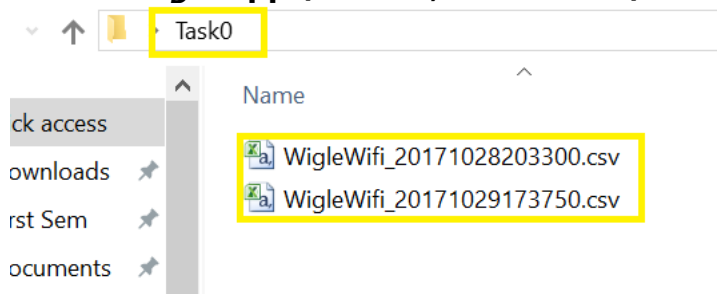 Task0
Name
ck access
ownloads
rst Sem
ocuments
WigleWifi_20171028203300.csv
WigleWifi_20171029173750.csv